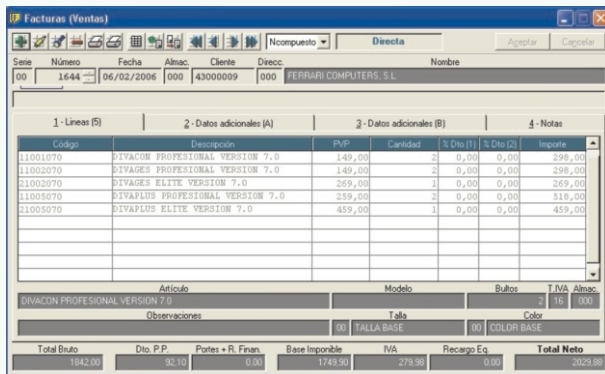 Facturas (Ventas)
Ncompuesto Directa Aceptar Cancelar
Serie Número Fecha Almac. Cliente Direcc. Nombre
00 1644 06/02/2006 000 43000009 000 FERRARI COMPUTERS, S.L.
1 - Lineas (5) 2 - Datos adicionales (A) 3 - Datos adicionales (B) 4 - Notas
Código Descripción PVP Cantidad % Dto (1) % Dto (2) Importe
11001070 DIVACON PROFESIONAL VERSION 7.0 149,00 2 0,00 0,00 298,00
11002070 DIVAGES PROFESIONAL VERSION 7.0 149,00 2 0,00 0,00 298,00
21002070 DIVAGES ELITE VERSION 7.0 269,00 1 0,00 0,00 269,00
11005070 DIVAPLUS PROFESIONAL VERSION 7.0 259,00 2 0,00 0,00 518,00
21005070 DIVAPLUS ELITE VERSION 7.0 459,00 1 0,00 0,00 459,00
Artículo Modelo Bultos T.IVA Almac.
DIVACON PROFESIONAL VERSION 7.0 2 16 000
Observaciones Talla Color
00 TALLA BASE 00 COLOR BASE
Total Bruto Dto. P.P. Portes + R. Finan. Base Imponible IVA Recargo Eq. Total Neto
1842,00 92,10 0,00 1749,90 279,98 0,00 2029,88